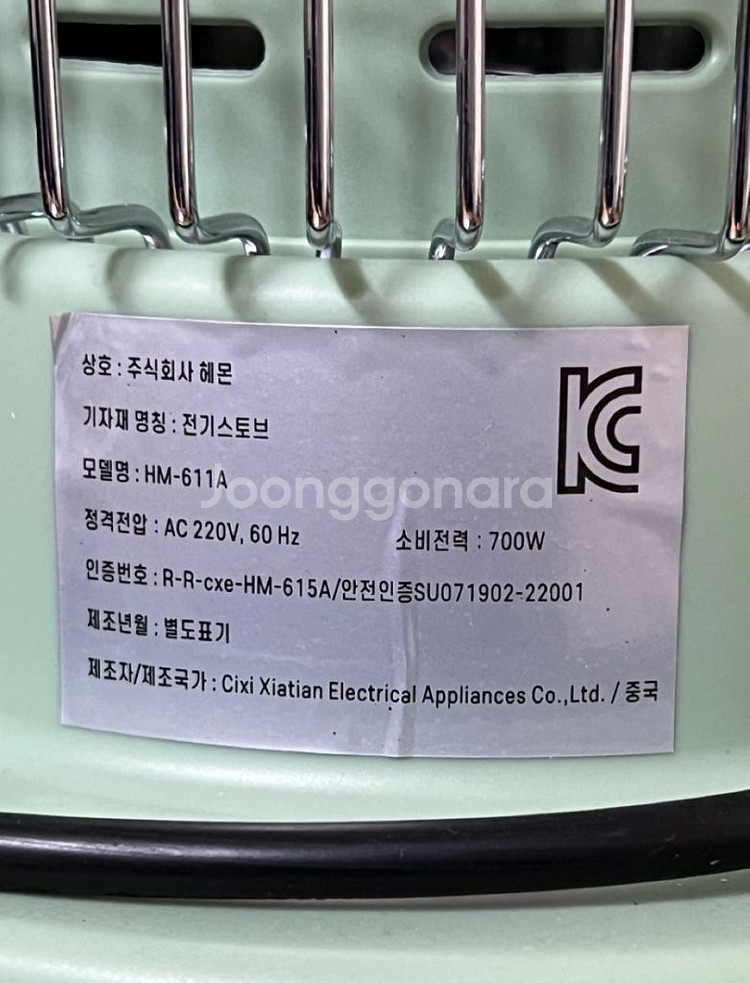 상호 : 주식회사 헤몬
기자재 명칭 : 전기스토브
모델명 : HM-611A
Joonggonara
정격전압 : AC 220V, 60 Hz 소비전력 : 700W
인증번호 : R-R-cxe-HM-615A/안전인증SU071902-22001
제조년월 : 별도표기
제조자/제조국가 : Cixi Xiatian Electrical Appliances Co.,Ltd. / 중국